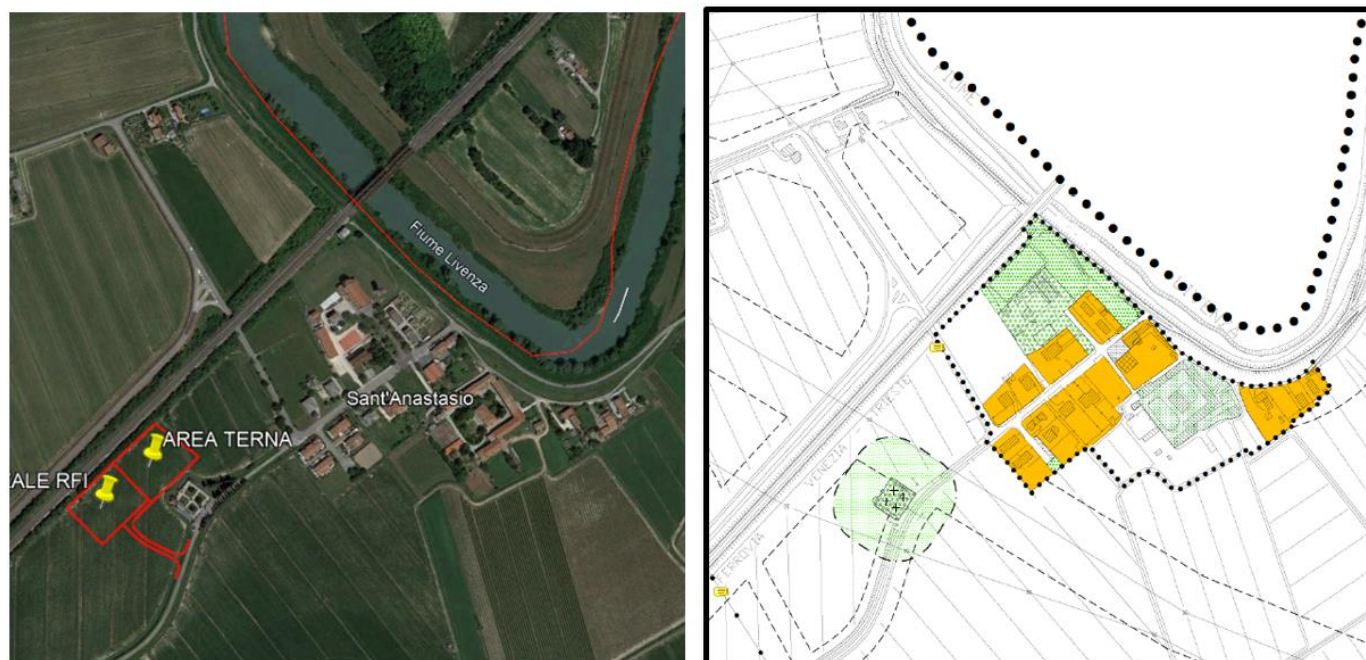 Fiume Livenza
Sant'Anastasio
AREA TERNA
ALE RFI
FERROVIA
VENEZIA
TRIESTE